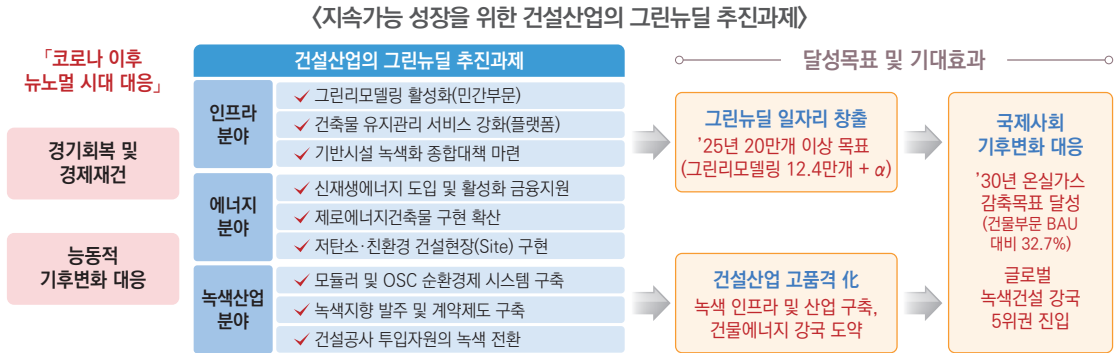 〈지속가능 성장을 위한 건설산업의 그린뉴딜 추진과제〉
「코로나 이후
뉴노멀 시대 대응」
경기회복 및
경제재건
능동적
기후변화 대응
건설산업의 그린뉴딜 추진과제
인프라
분야
✓ 그린리모델링 활성화(민간부문)
✓ 건축물 유지관리 서비스 강화(플랫폼)
✓ 기반시설 녹색화 종합대책 마련
에너지
분야
✓ 신재생에너지 도입 및 활성화 금융지원
✓ 제로에너지건축물 구현 확산
✓ 저탄소·친환경 건설현장(Site) 구현
녹색산업
분야
✓ 모듈러 및 OSC 순환경제 시스템 구축
✓ 녹색지향 발주 및 계약제도 구축
✓ 건설공사 투입자원의 녹색 전환
달성목표 및 기대효과
그린뉴딜 일자리 창출
’25년 20만개 이상 목표
(그린리모델링 12.4만개 + α)
건설산업 고품격 化
녹색 인프라 및 산업 구축,
건물에너지 강국 도약
국제사회
기후변화 대응
’30년 온실가스
감축목표 달성
(건물부문 BAU
대비 32.7%)
글로벌
녹색건설 강국
5위권 진입